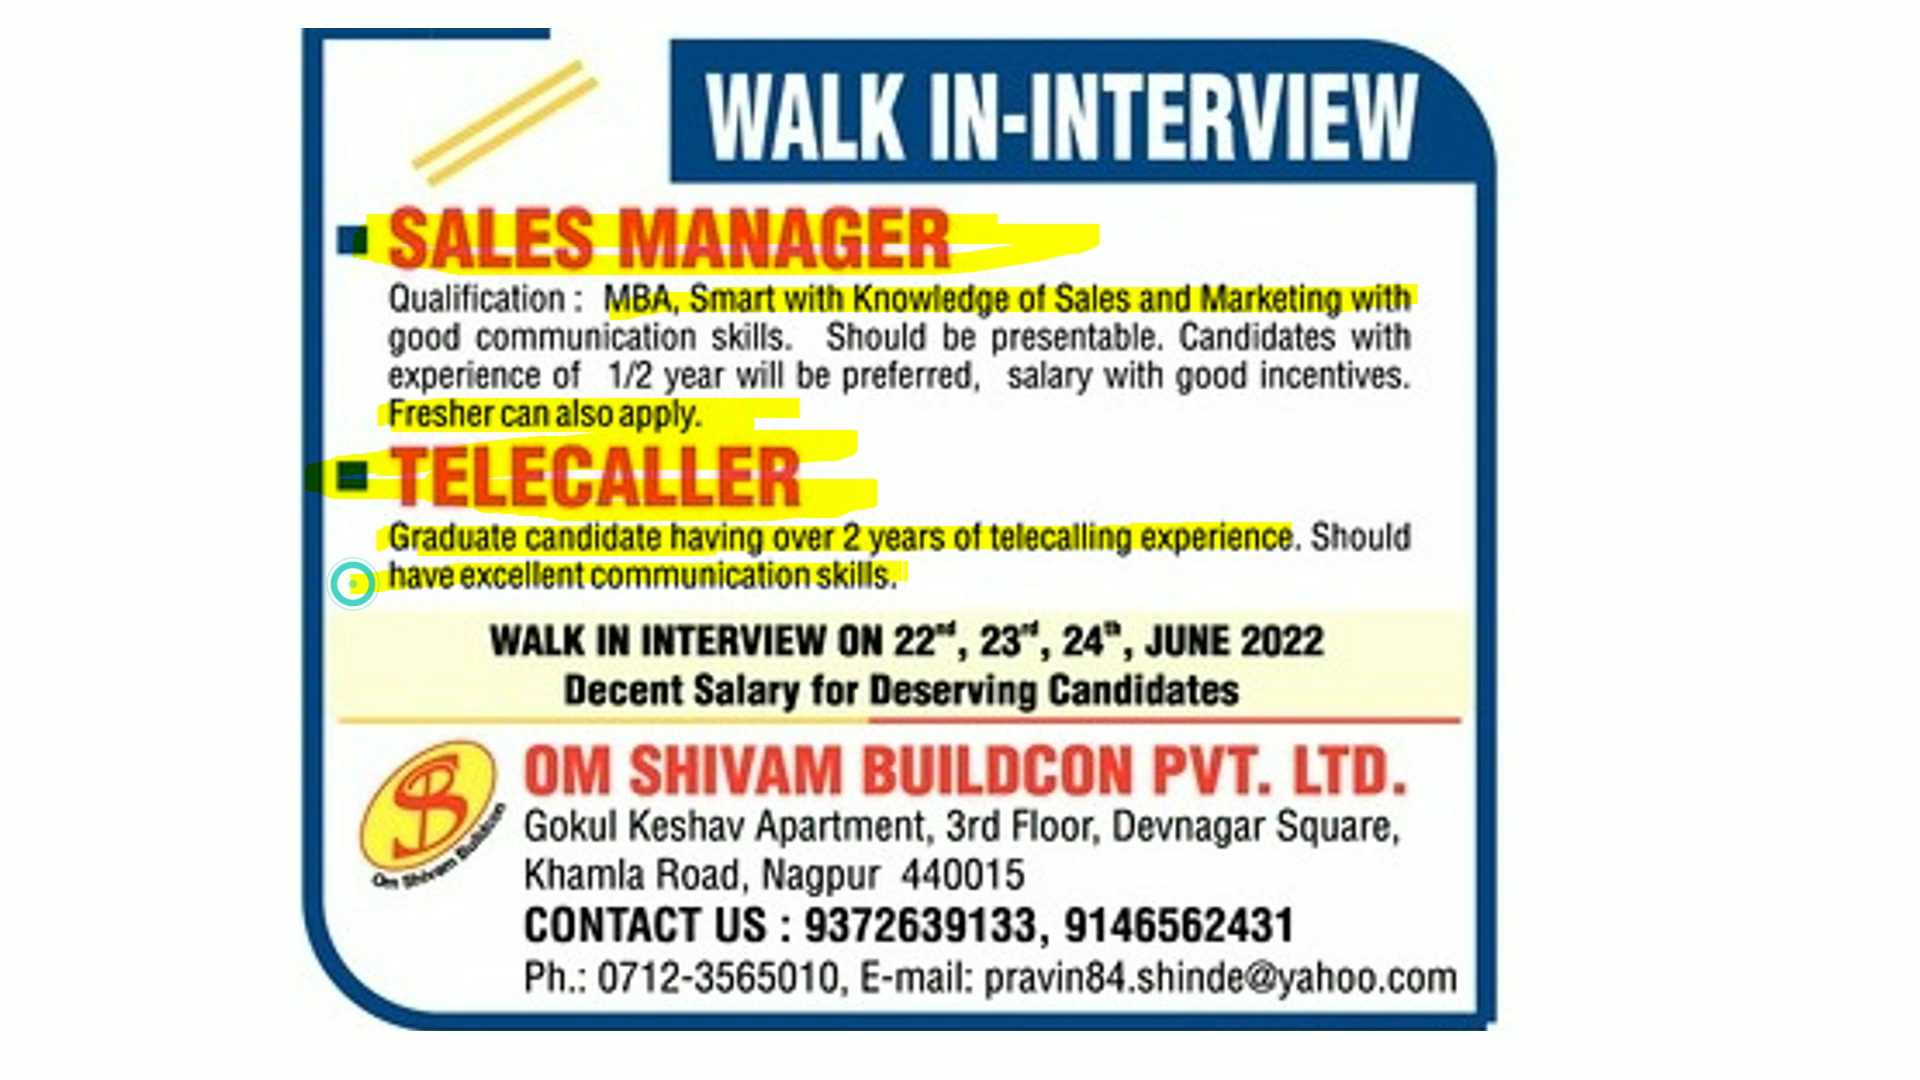 WALK IN-INTERVIEW
SALES MANAGER
Qualification : MBA, Smart with Knowledge of Sales and Marketing with
good communication skills. Should be presentable. Candidates with
experience of 1/2 year will be preferred, salary with good incentives.
Fresher can also apply.
TELECALLER
Graduate candidate having over 2 years of telecalling experience. Should
have excellent communication skills.
WALK IN INTERVIEW ON 22nd, 23rd, 24th, JUNE 2022
Decent Salary for Deserving Candidates
SB
Om Shivam Buildcon
OM SHIVAM BUILDCON PVT. LTD.
Gokul Keshav Apartment, 3rd Floor, Devnagar Square,
Khamla Road, Nagpur 440015
CONTACT US : 9372639133, 9146562431
Ph.: 0712-3565010, E-mail: pravin84.shinde@yahoo.com